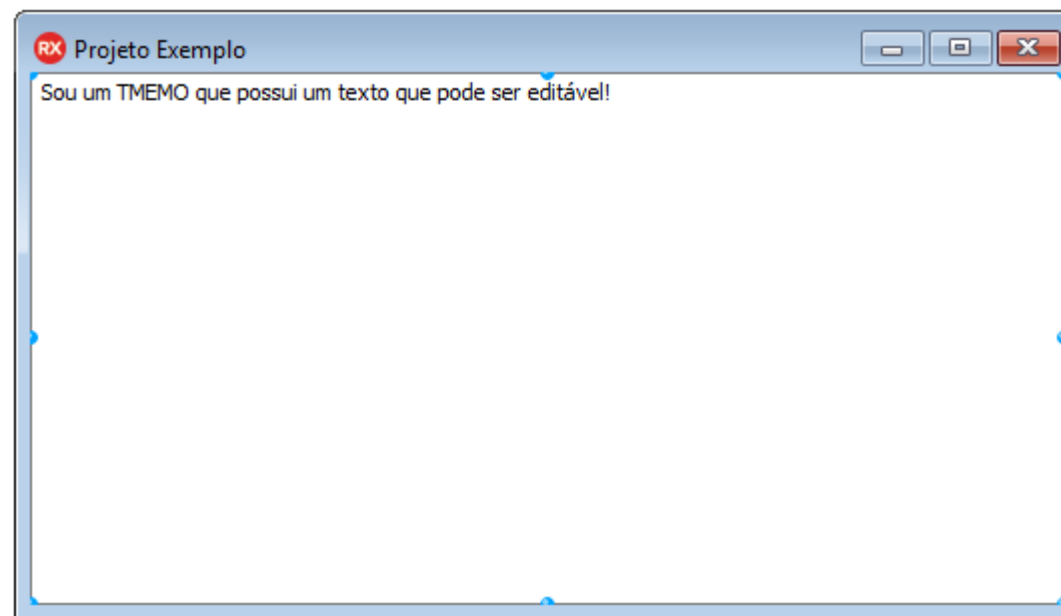 RX Projeto Exemplo
Sou um TMEMO que possui um texto que pode ser editável!